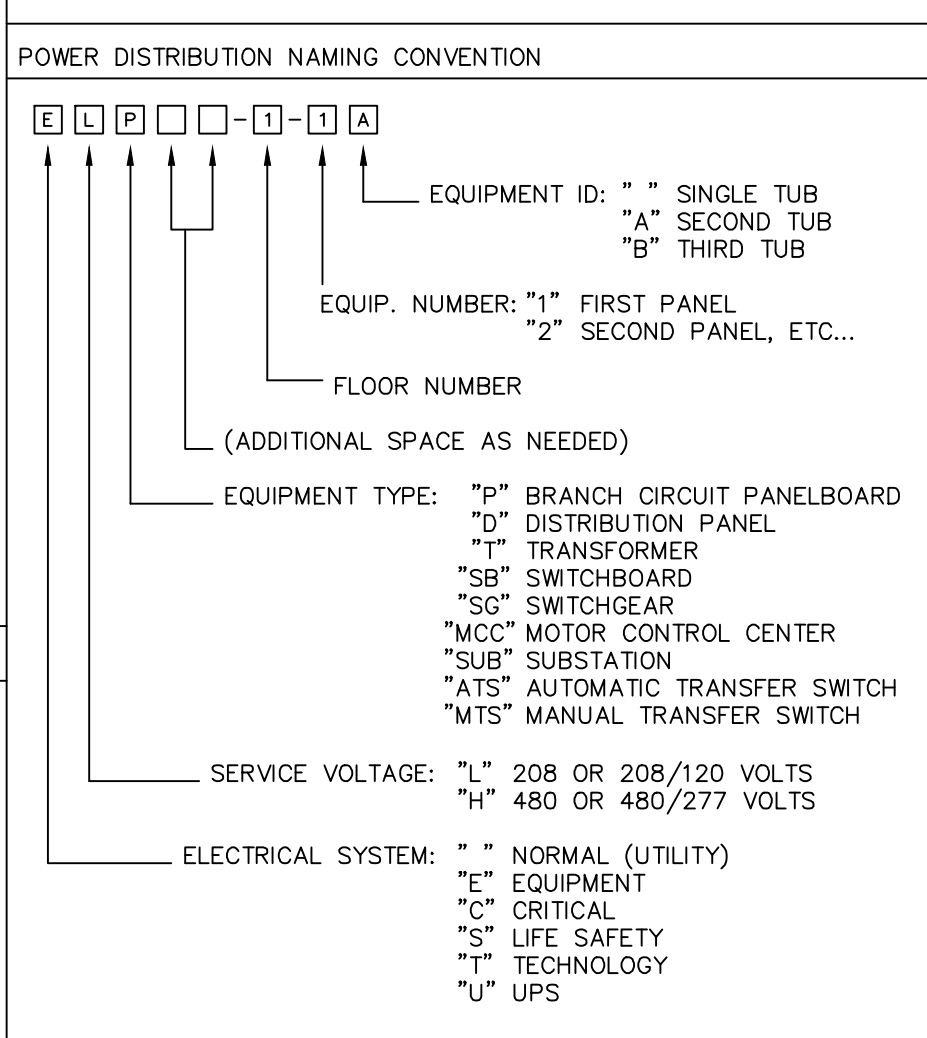 POWER DISTRIBUTION NAMING CONVENTION
E L P - 1 - 1 A
EQUIPMENT ID: " " SINGLE TUB
"A" SECOND TUB
"B" THIRD TUB
EQUIP. NUMBER: "1" FIRST PANEL
"2" SECOND PANEL, ETC...
FLOOR NUMBER
(ADDITIONAL SPACE AS NEEDED)
EQUIPMENT TYPE: "P" BRANCH CIRCUIT PANELBOARD
"D" DISTRIBUTION PANEL
"T" TRANSFORMER
"SB" SWITCHBOARD
"SG" SWITCHGEAR
"MCC" MOTOR CONTROL CENTER
"SUB" SUBSTATION
"ATS" AUTOMATIC TRANSFER SWITCH
"MTS" MANUAL TRANSFER SWITCH
SERVICE VOLTAGE: "L" 208 OR 208/120 VOLTS
"H" 480 OR 480/277 VOLTS
ELECTRICAL SYSTEM: " " NORMAL (UTILITY)
"E" EQUIPMENT
"C" CRITICAL
"S" LIFE SAFETY
"T" TECHNOLOGY
"U" UPS